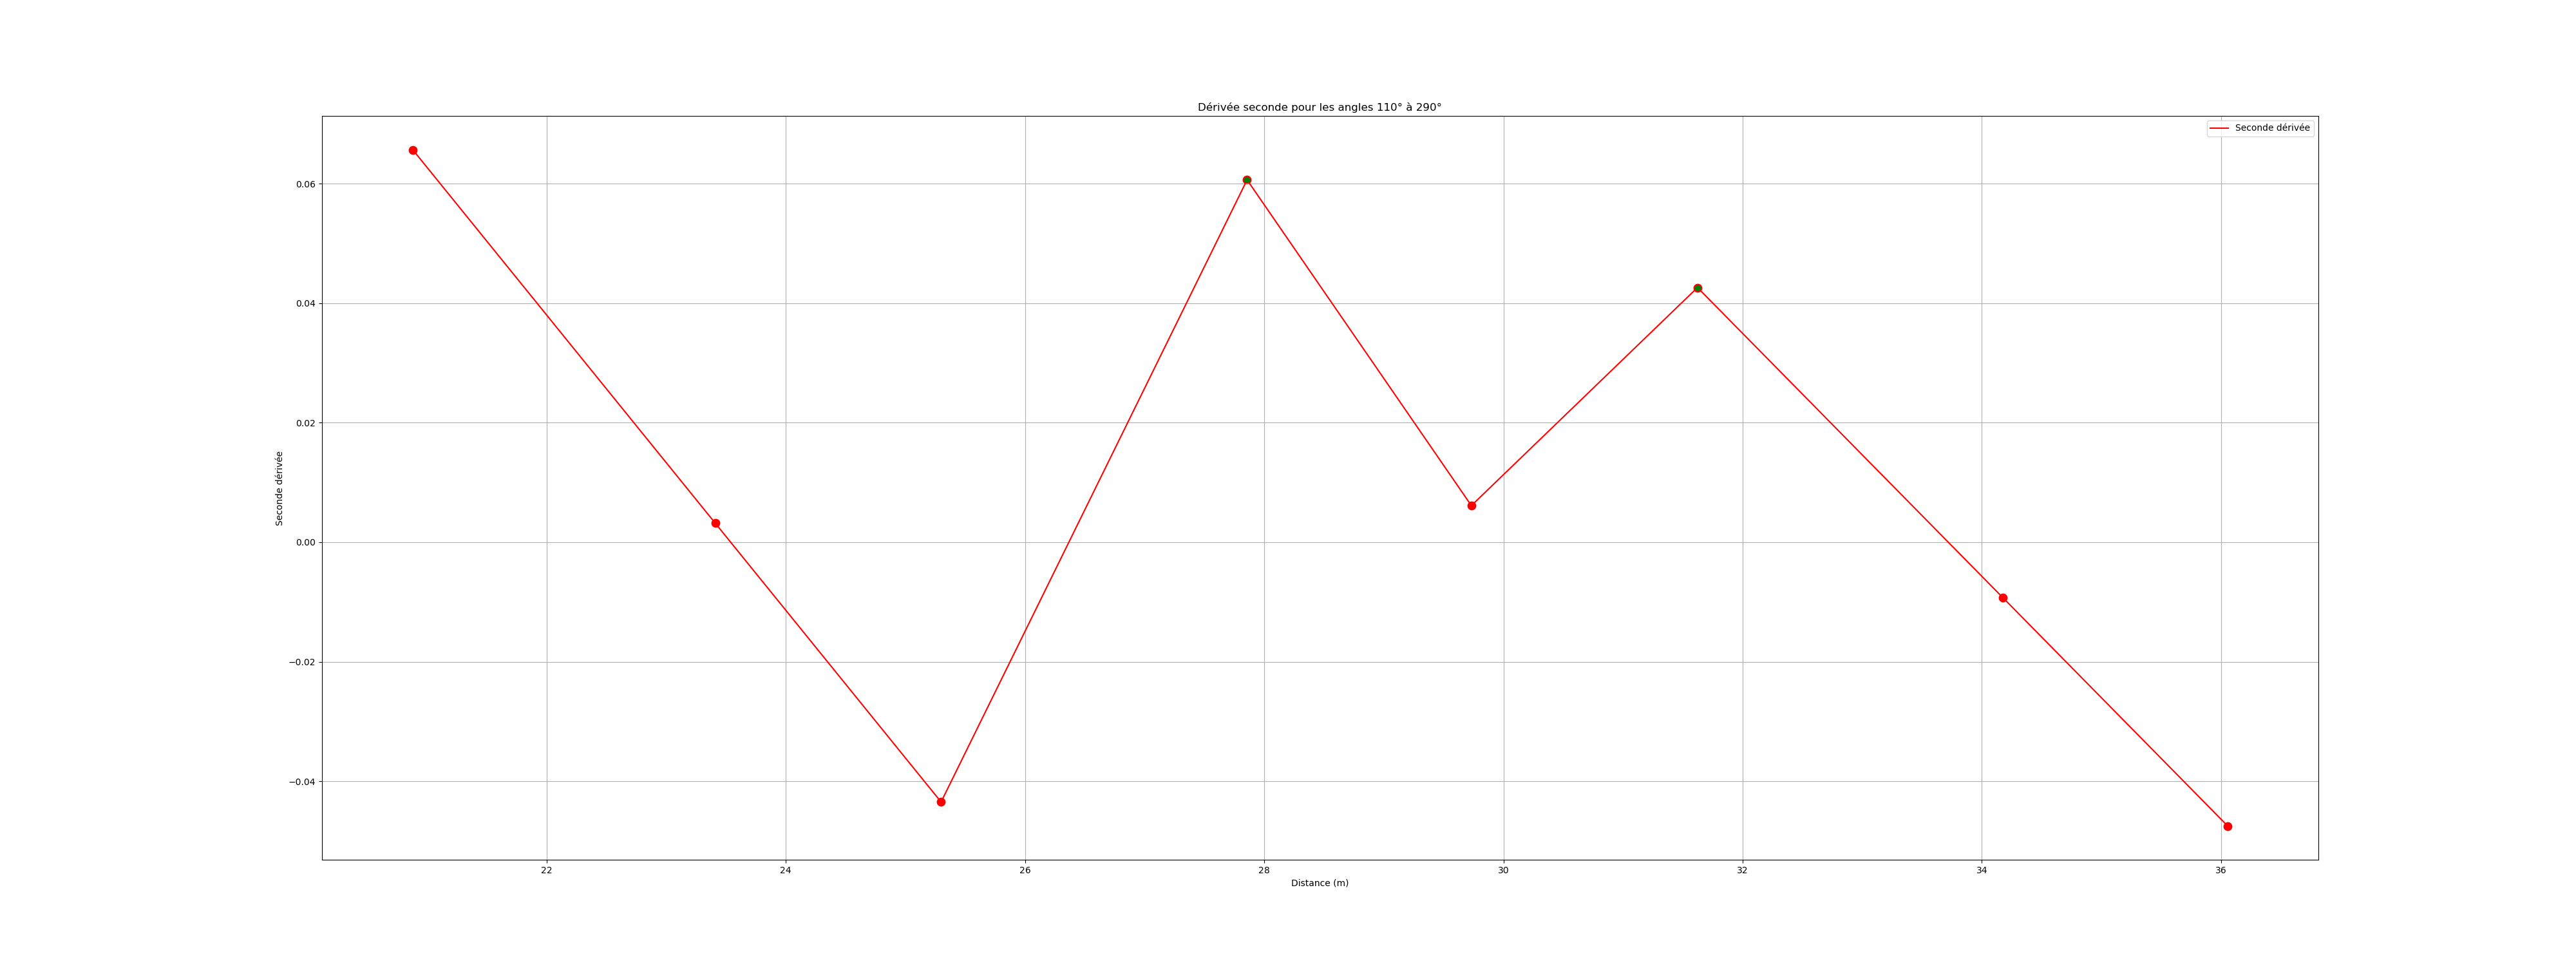 Dérivée seconde pour les angles 110° à 290°
Seconde dérivée
0.06
0.04
0.02
0.00
−0.02
−0.04
Seconde dérivée
22 24 26 28 30 32 34 36
Distance (m)